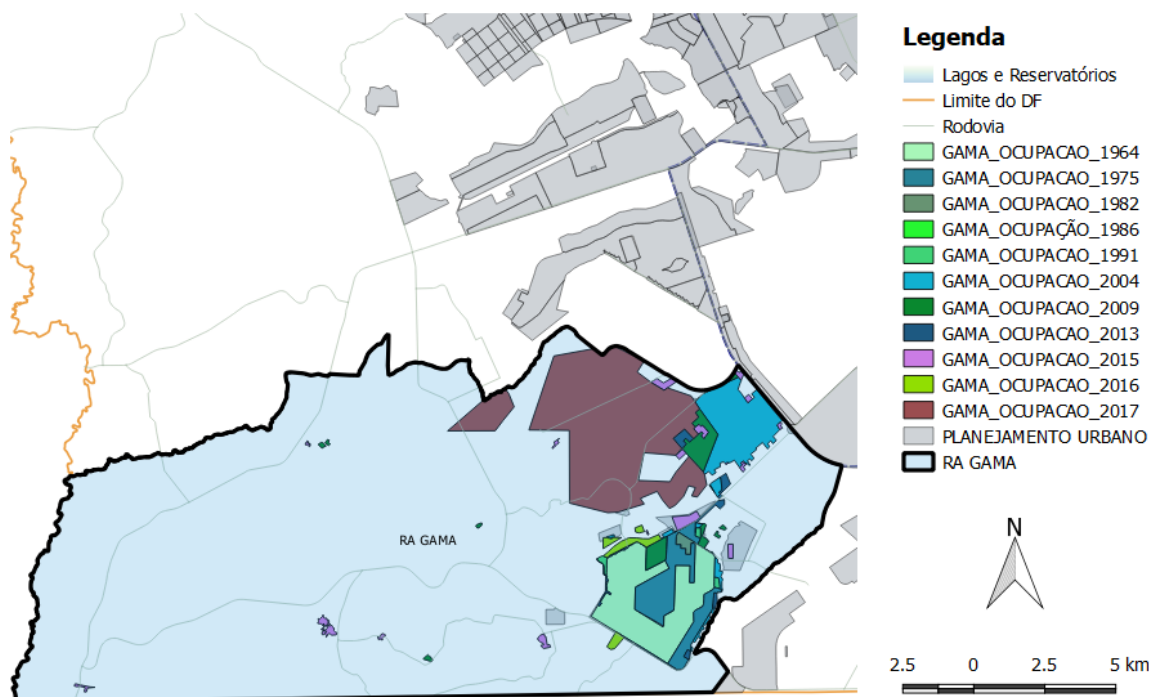 Legenda
Lagos e Reservatórios
Limite do DF
Rodovia
GAMA_OCUPACAO_1964
GAMA_OCUPACAO_1975
GAMA_OCUPACAO_1982
GAMA_OCUPAÇÃO_1986
GAMA_OCUPACAO_1991
GAMA_OCUPACAO_2004
GAMA_OCUPACAO_2009
GAMA_OCUPACAO_2013
GAMA_OCUPACAO_2015
GAMA_OCUPACAO_2016
GAMA_OCUPACAO_2017
PLANEJAMENTO URBANO
RA GAMA
RA GAMA
N
2.5 0 2.5 5 km